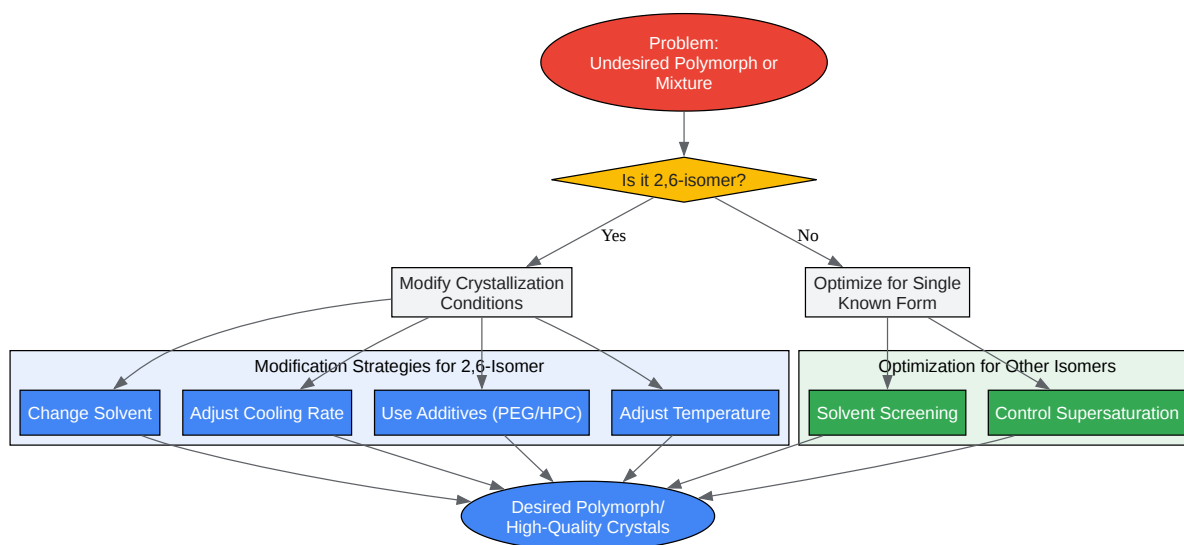 Problem:
Undesired Polymorph or
Mixture
Is it 2,6-isomer?
Yes
No
Modify Crystallization
Conditions
Optimize for Single
Known Form
Modification Strategies for 2,6-Isomer
Optimization for Other Isomers
Change Solvent
Adjust Cooling Rate
Use Additives (PEG/HPC)
Adjust Temperature
Solvent Screening
Control Supersaturation
Desired Polymorph/
High-Quality Crystals